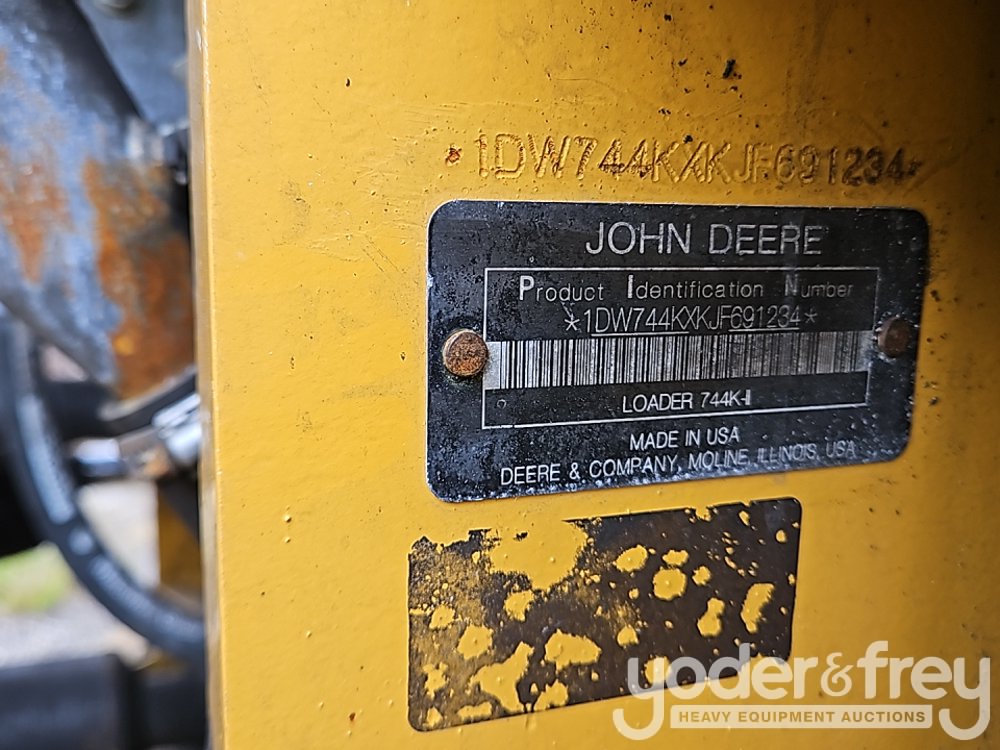 *1DW744KXKJF691234*
JOHN DEERE
Product Identification Number
*1DW744KXKJF691234*
LOADER 744K-II
MADE IN USA
DEERE & COMPANY, MOLINE, ILLINOIS, USA
yoder&frey
HEAVY EQUIPMENT AUCTIONS